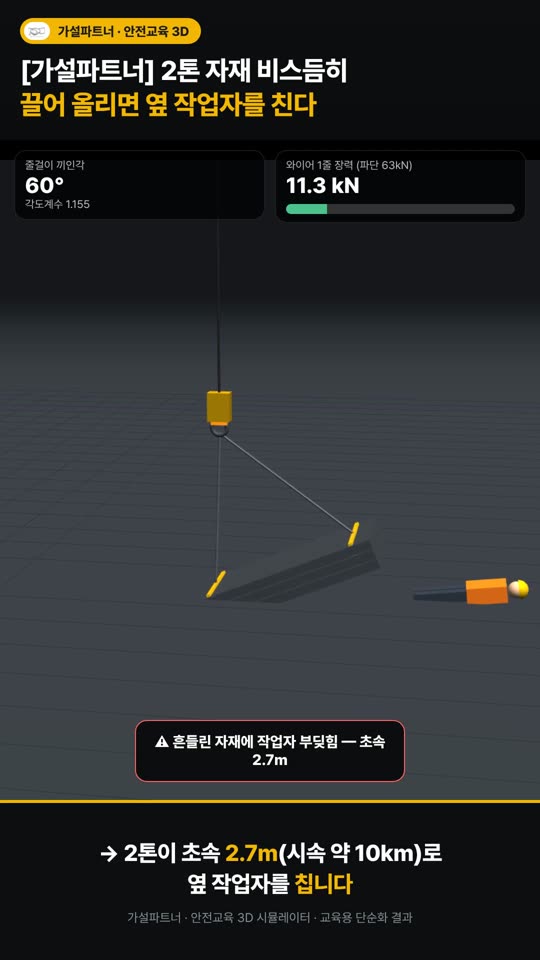 가설파트너 · 안전교육 3D
[가설파트너] 2톤 자재 비스듬히
끌어 올리면 옆 작업자를 친다
줄걸이 끼인각
60°
각도계수 1.155
와이어 1줄 장력 (파단 63kN)
11.3 kN
⚠ 흔들린 자재에 작업자 부딪힘 — 초속
2.7m
→ 2톤이 초속 2.7m(시속 약 10km)로
옆 작업자를 칩니다
가설파트너 · 안전교육 3D 시뮬레이터 · 교육용 단순화 결과